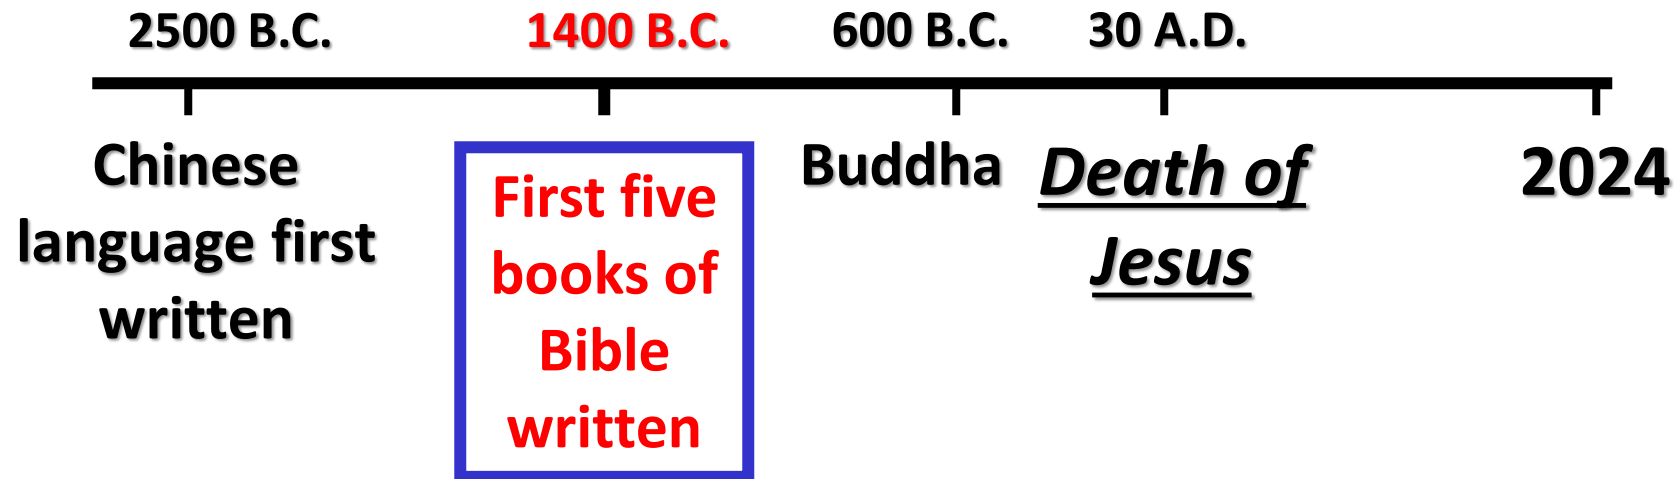 2500 B.C. 1400 B.C. 600 B.C. 30 A.D.
Chinese
language first
written
First five
books of
Bible
written
Buddha
Death of
Jesus
2024